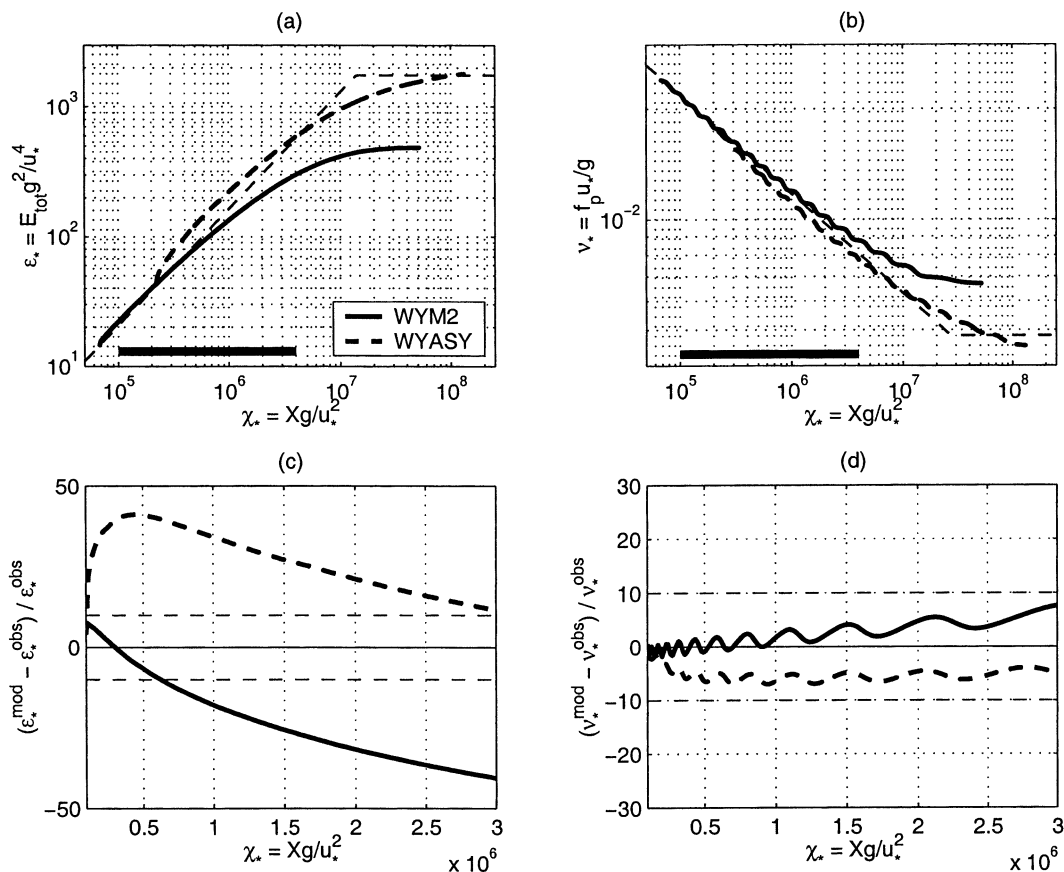 (a)
ε* = E_tot g²/u*⁴
10³
10²
10¹
10⁵
10⁶
10⁷
10⁸
χ* = Xg/u*²
WYM2
WYASY
(b)
ν* = f_p u*/g
10⁻²
10⁵
10⁶
10⁷
10⁸
χ* = Xg/u*²
(c)
(ε*^mod − ε*^obs) / ε*^obs
50
0
−50
0.5
1
1.5
2
2.5
3
χ* = Xg/u*²
x 10⁶
(d)
(ν*^mod − ν*^obs) / ν*^obs
30
20
10
0
−10
−20
−30
0.5
1
1.5
2
2.5
3
χ* = Xg/u*²
x 10⁶